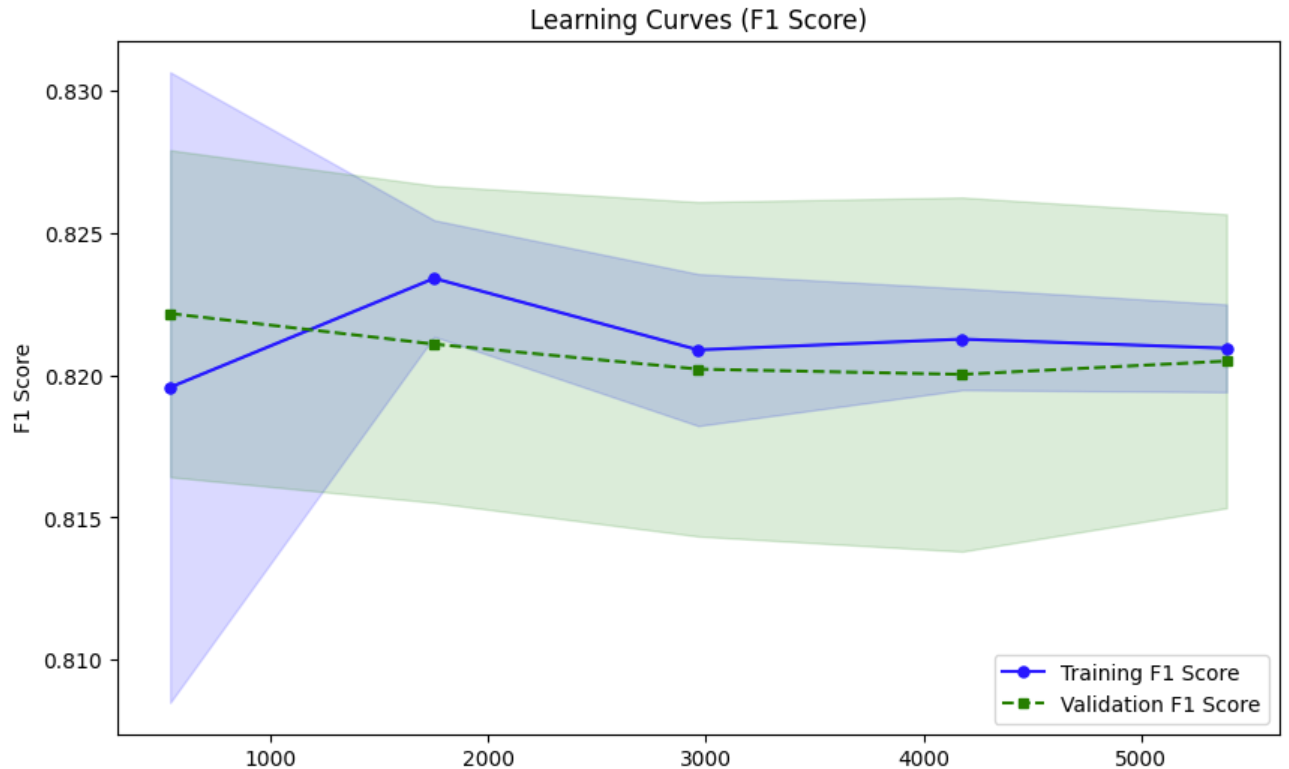 Learning Curves (F1 Score)
0.830
0.825
0.820
0.815
0.810
F1 Score
Training F1 Score
Validation F1 Score
1000
2000
3000
4000
5000